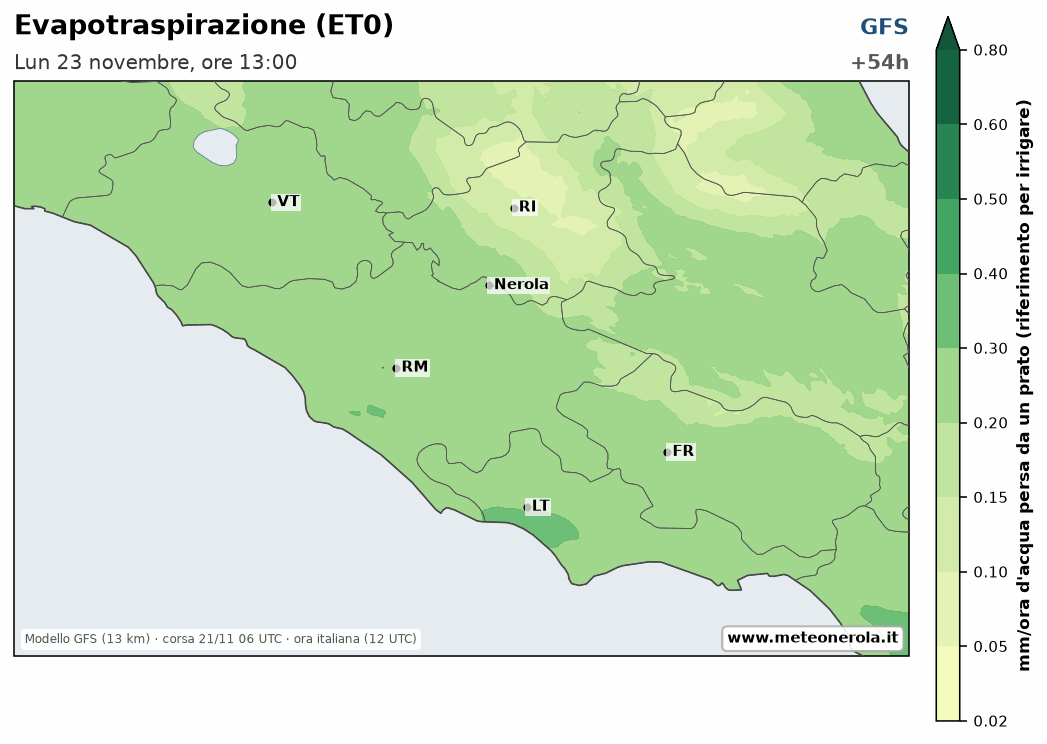 Evapotraspirazione (ET0)
GFS
Lun 23 novembre, ore 13:00
+54h
VT
RI
Nerola
RM
FR
LT
Modello GFS (13 km) · corsa 21/11 06 UTC · ora italiana (12 UTC)
www.meteonerola.it
0.80
0.60
0.50
0.40
0.30
0.20
0.15
0.10
0.05
0.02
mm/ora d'acqua persa da un prato (riferimento per irrigare)